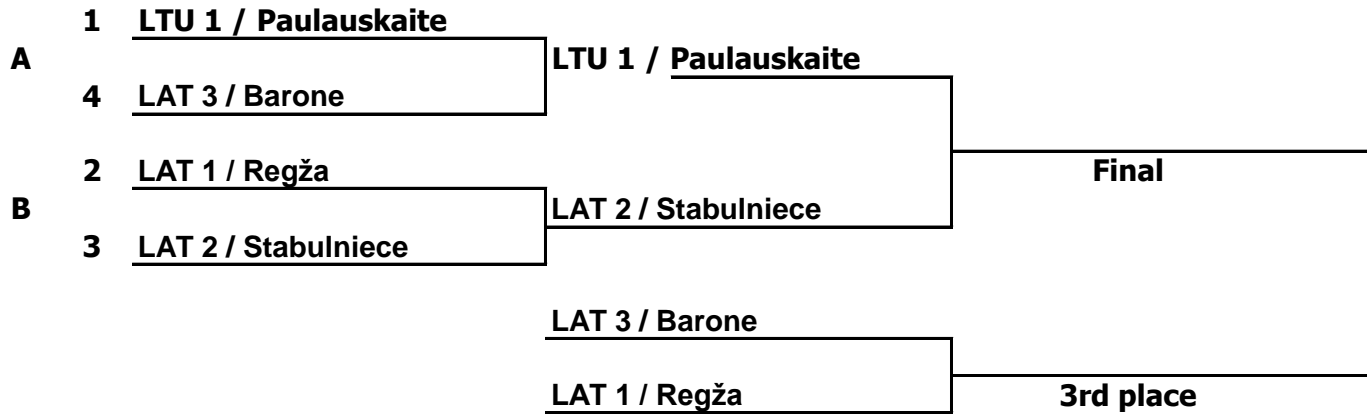 1 LTU 1 / Paulauskaite
A LTU 1 / Paulauskaite
4 LAT 3 / Barone
2 LAT 1 / Regža Final
B LAT 2 / Stabulniece
3 LAT 2 / Stabulniece
LAT 3 / Barone
LAT 1 / Regža 3rd place